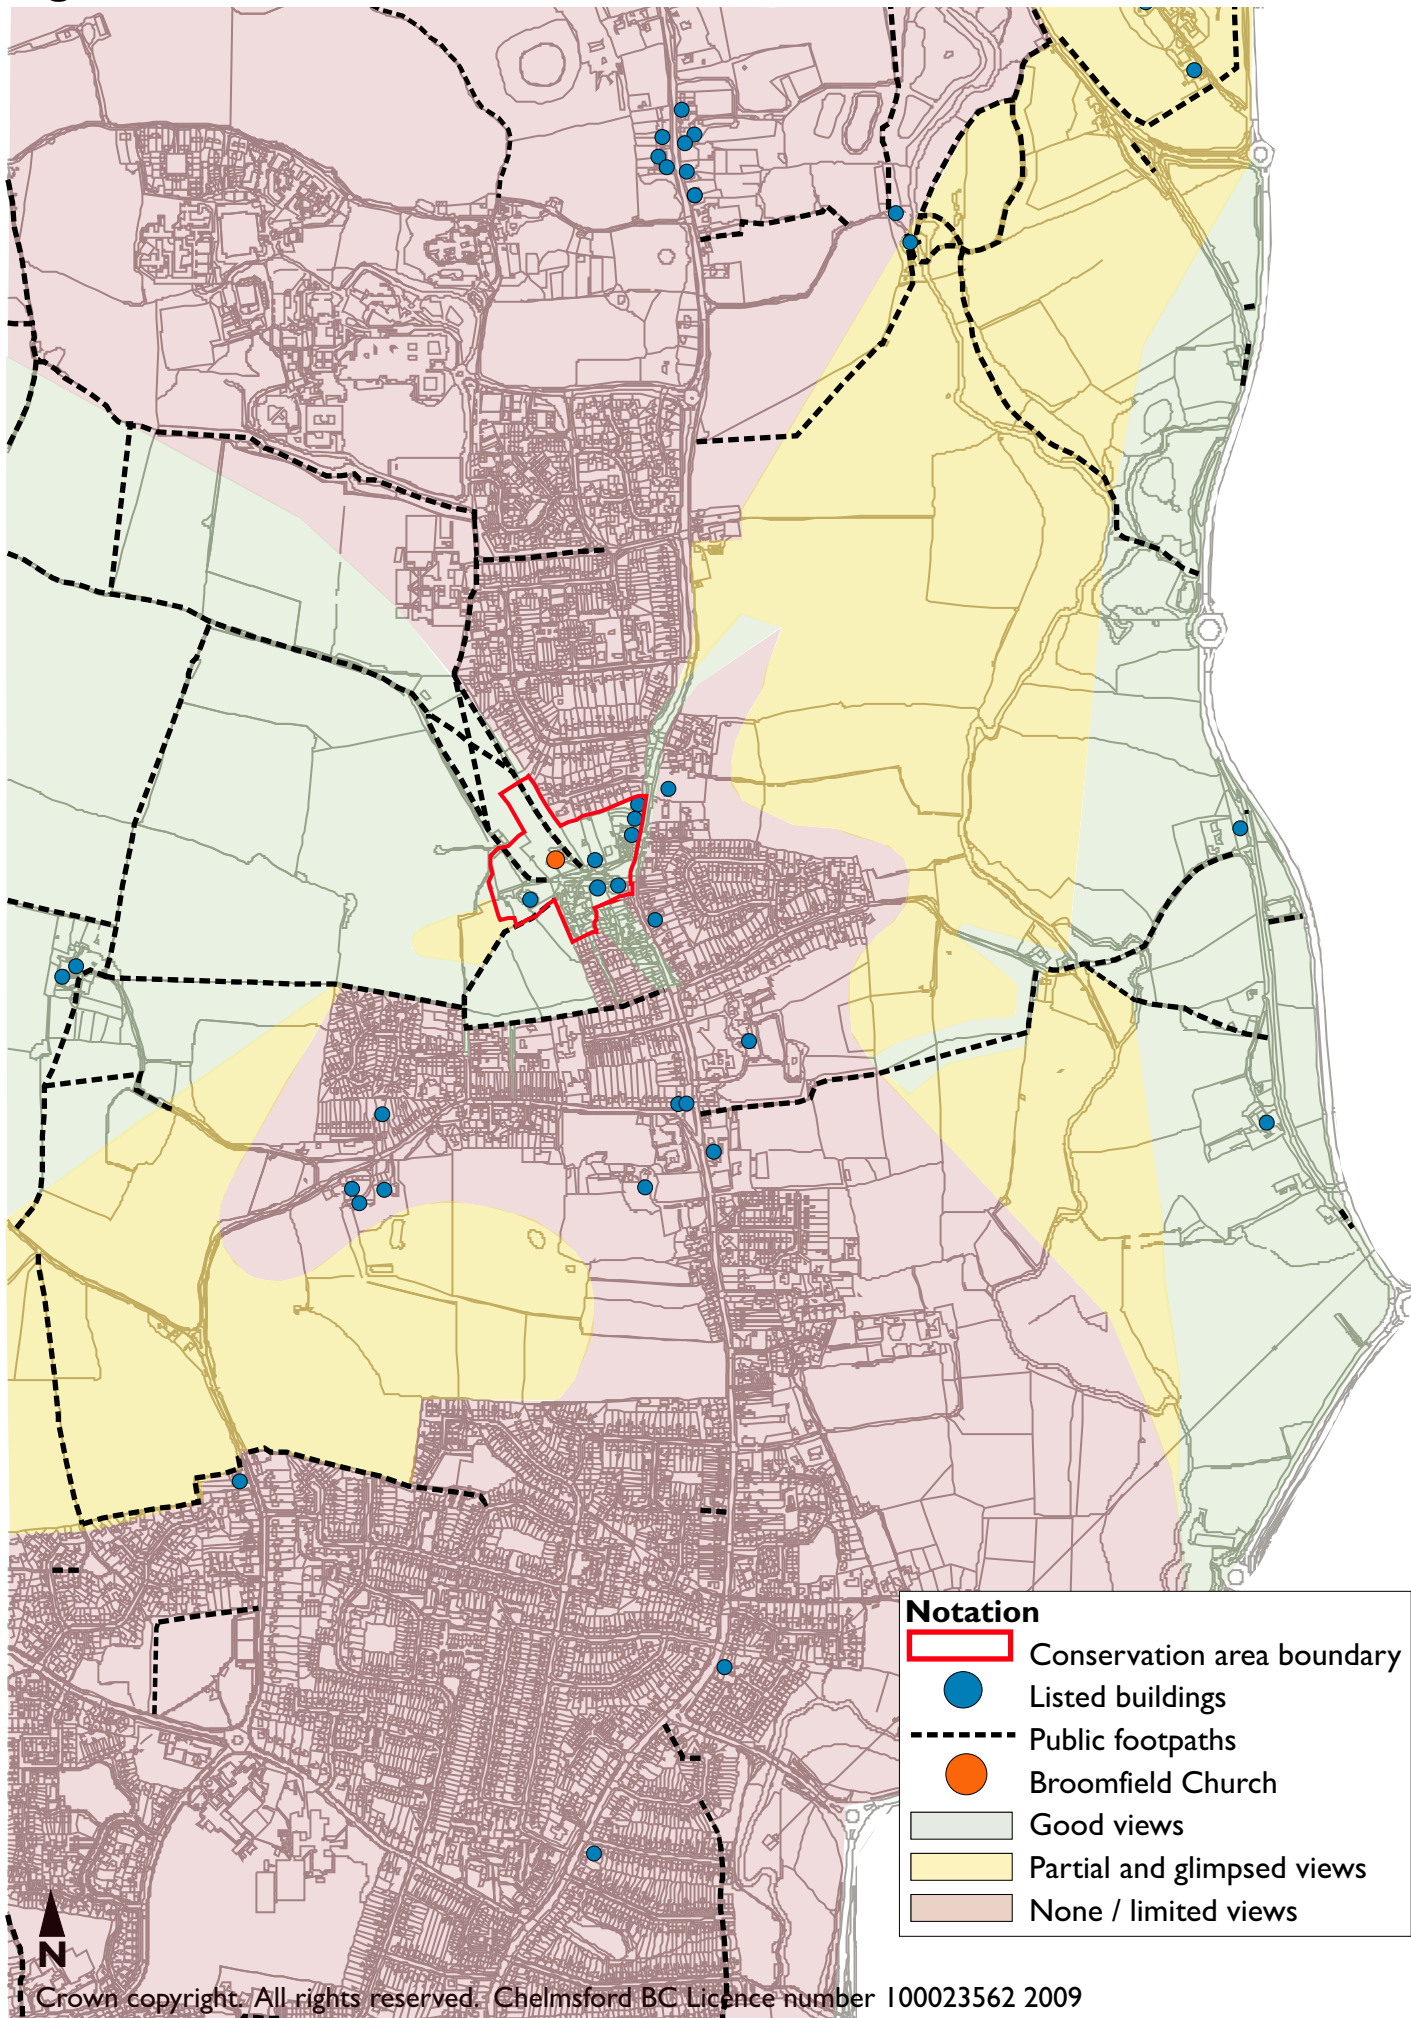 Notation
Conservation area boundary
Listed buildings
Public footpaths
Broomfield Church
Good views
Partial and glimpsed views
None / limited views
N
Crown copyright. All rights reserved. Chelmsford BC Licence number 100023562 2009